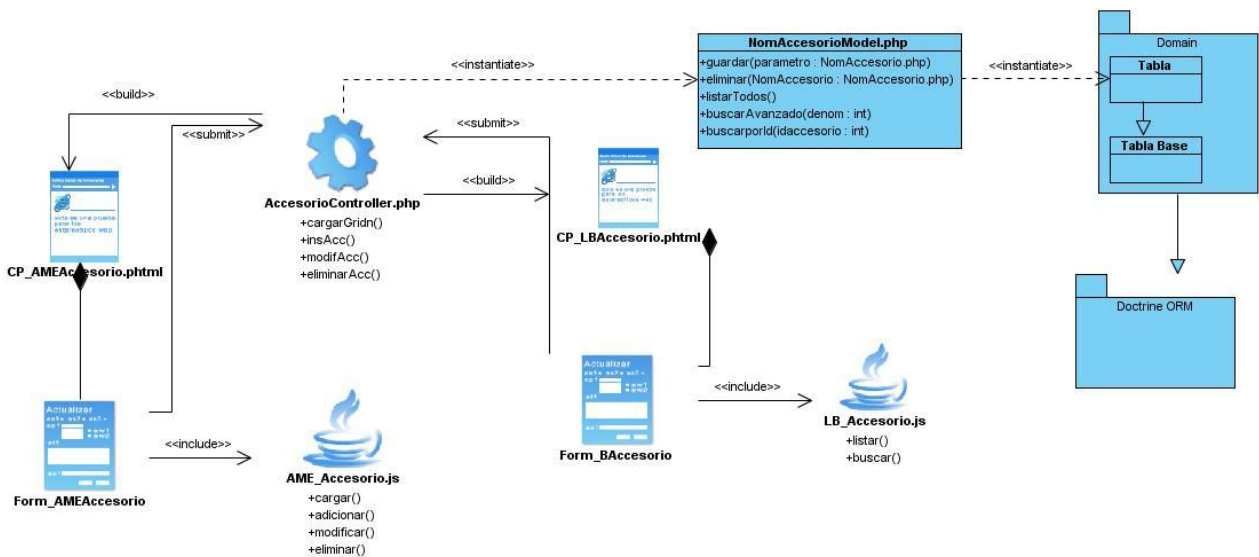 NomAccesorioModel.php
+guardar(parametro : NomAccesorio.php)
+eliminar(NomAccesorio : NomAccesorio.php)
+listarTodos()
+buscarAvanzado(denom : int)
+buscarporId(idaccesorio : int)
<<instantiate>>
<<instantiate>>
Domain
Tabla
Tabla Base
Doctrine ORM
<<build>>
<<submit>>
<<submit>>
<<build>>
AccesorioController.php
+cargarGridn()
+insAcc()
+modifAcc()
+eliminarAcc()
CP_AMEAccesorio.phtml
CP_LBAccesorio.phtml
Actualizar
Form_AMEAccesorio
<<include>>
AME_Accesorio.js
+cargar()
+adicionar()
+modificar()
+eliminar()
Actualizar
Form_BAccesorio
<<include>>
LB_Accesorio.js
+listar()
+buscar()